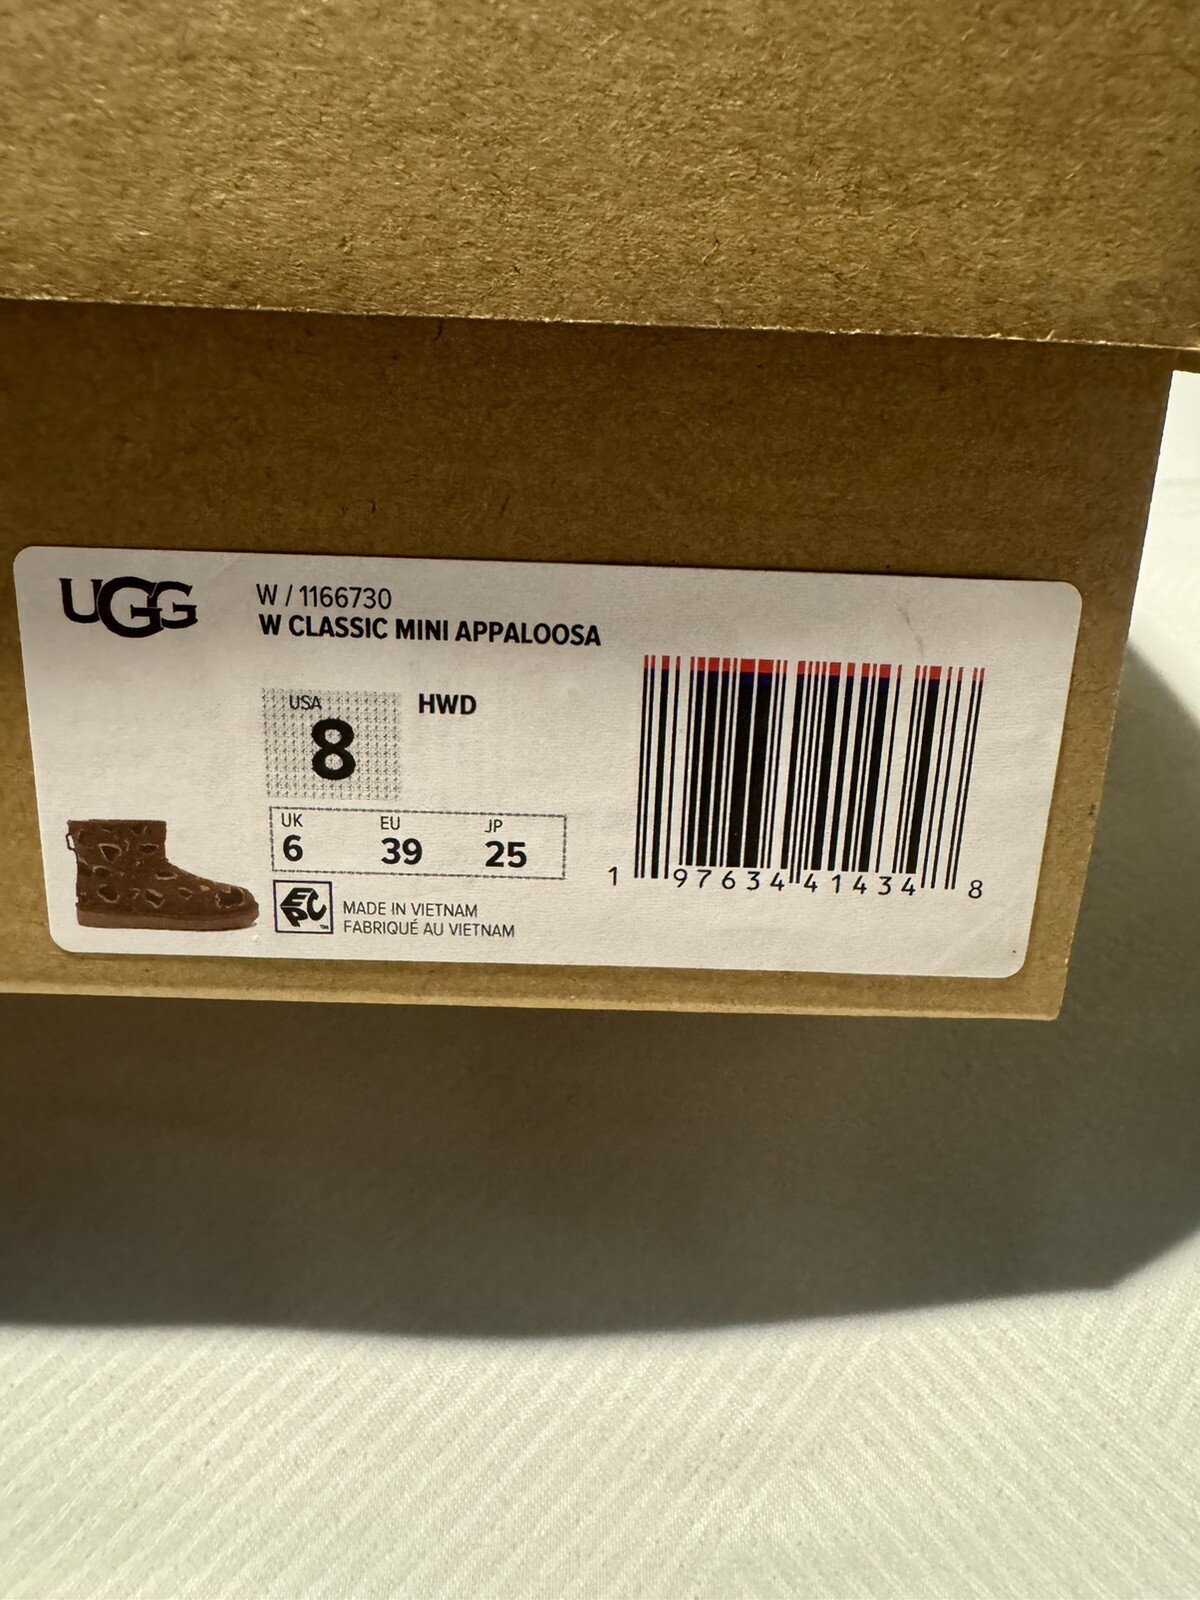 UGG
W / 1166730
W CLASSIC MINI APPALOOSA
USA
8
HWD
UK EU JP
6 39 25
EPC
MADE IN VIETNAM
FABRIQUÉ AU VIETNAM
1 97634 41434 8